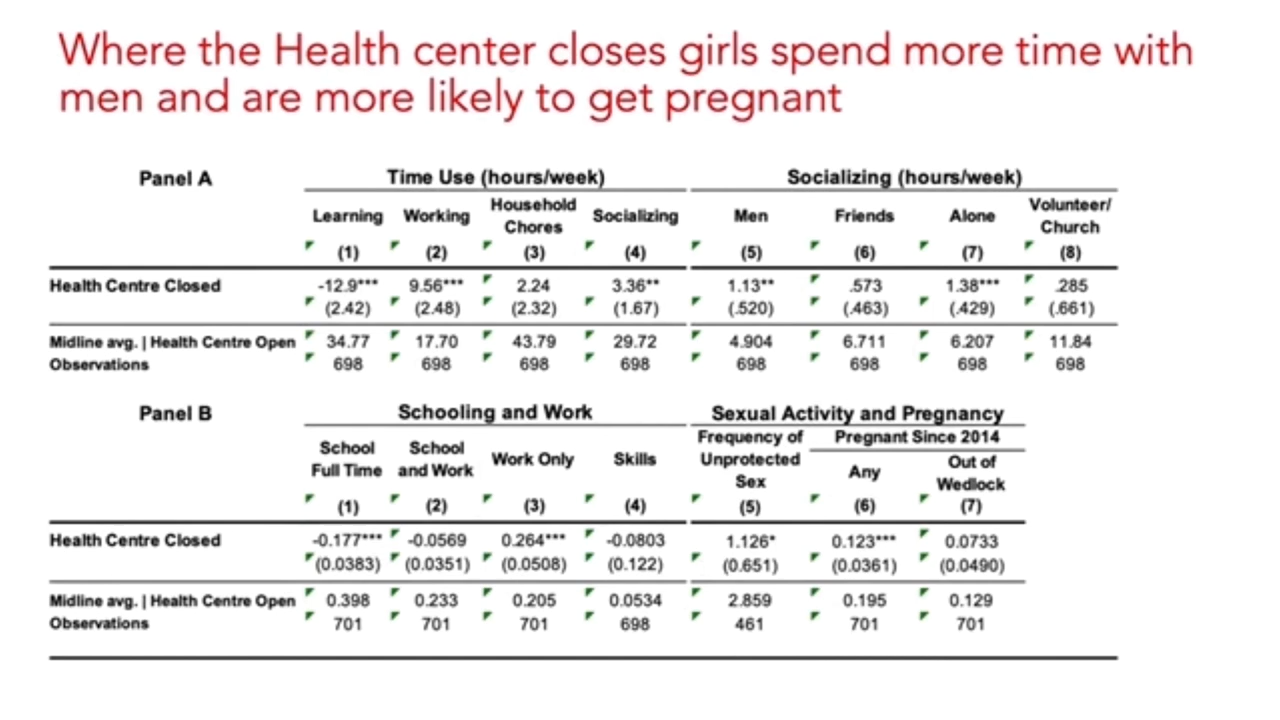 Where the Health center closes girls spend more time with
men and are more likely to get pregnant
Panel A Time Use (hours/week) Socializing (hours/week)
Learning Working Household Chores Socializing Men Friends Alone Volunteer/ Church
(1) (2) (3) (4) (5) (6) (7) (8)
Health Centre Closed -12.9*** 9.56*** 2.24 3.36** 1.13** .573 1.38*** .285
(2.42) (2.48) (2.32) (1.67) (.520) (.463) (.429) (.661)
Midline avg. | Health Centre Open 34.77 17.70 43.79 29.72 4.904 6.711 6.207 11.84
Observations 698 698 698 698 698 698 698 698
Panel B Schooling and Work Sexual Activity and Pregnancy
Pregnant Since 2014
School Full Time School and Work Work Only Skills Frequency of Unprotected Sex Any Out of Wedlock
(1) (2) (3) (4) (5) (6) (7)
Health Centre Closed -0.177*** -0.0569 0.264*** -0.0803 1.126* 0.123*** 0.0733
(0.0383) (0.0351) (0.0508) (0.122) (0.651) (0.0361) (0.0490)
Midline avg. | Health Centre Open 0.398 0.233 0.205 0.0534 2.859 0.195 0.129
Observations 701 701 701 698 461 701 701